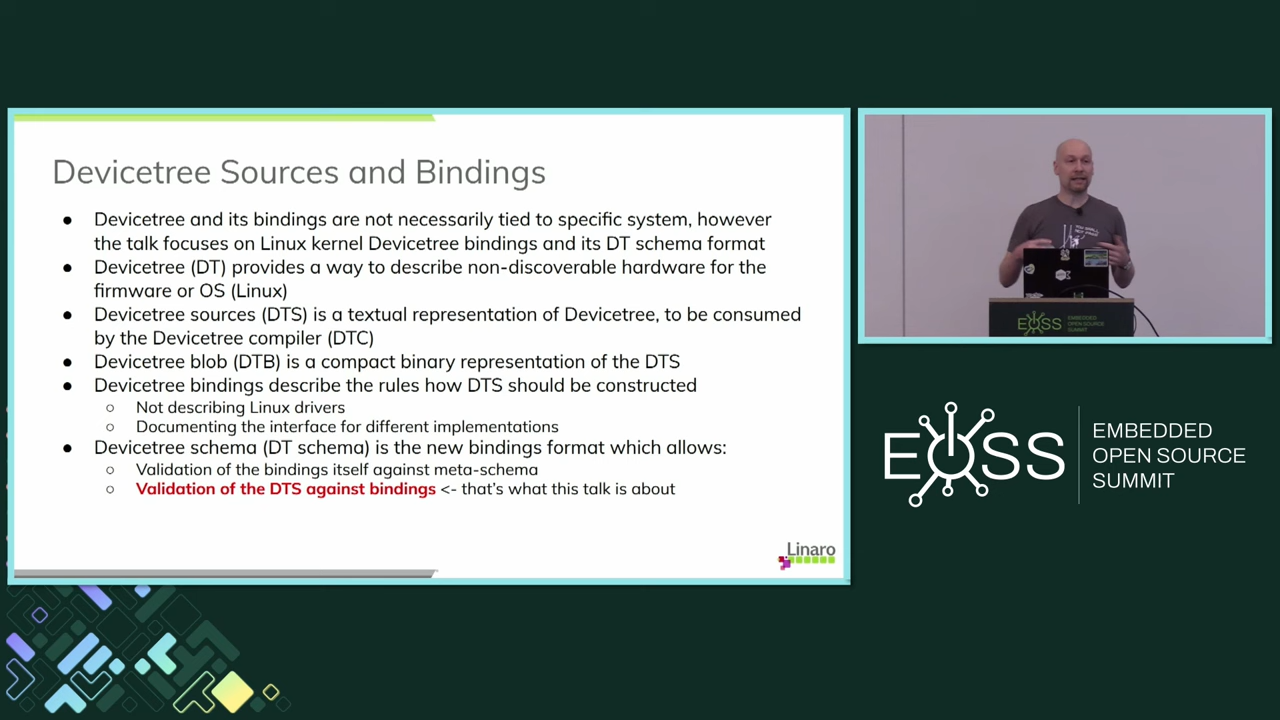 Devicetree Sources and Bindings
● Devicetree and its bindings are not necessarily tied to specific system, however
the talk focuses on Linux kernel Devicetree bindings and its DT schema format
● Devicetree (DT) provides a way to describe non-discoverable hardware for the
firmware or OS (Linux)
● Devicetree sources (DTS) is a textual representation of Devicetree, to be consumed
by the Devicetree compiler (DTC)
● Devicetree blob (DTB) is a compact binary representation of the DTS
● Devicetree bindings describe the rules how DTS should be constructed
○ Not describing Linux drivers
○ Documenting the interface for different implementations
● Devicetree schema (DT schema) is the new bindings format which allows:
○ Validation of the bindings itself against meta-schema
○ Validation of the DTS against bindings <- that's what this talk is about
Linaro
EOSS
EMBEDDED
OPEN SOURCE
SUMMIT
EOSS
EMBEDDED
OPEN SOURCE
SUMMIT